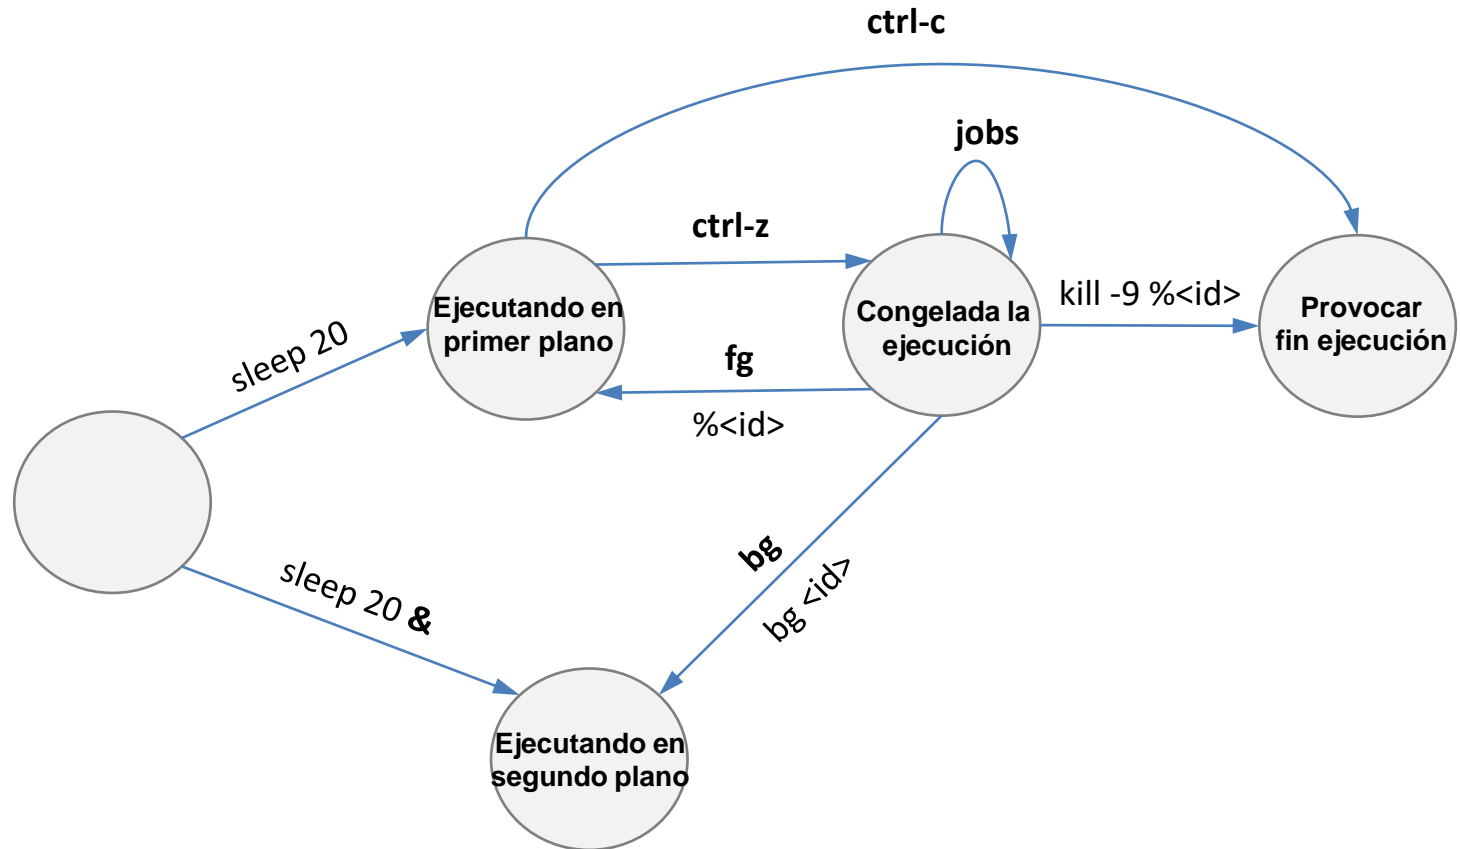 ctrl-c
jobs
ctrl-z
Ejecutando en
primer plano
Congelada la
ejecución
kill -9 %<id>
Provocar
fin ejecución
sleep 20
fg
%<id>
sleep 20 &
bg
bg <id>
Ejecutando en
segundo plano